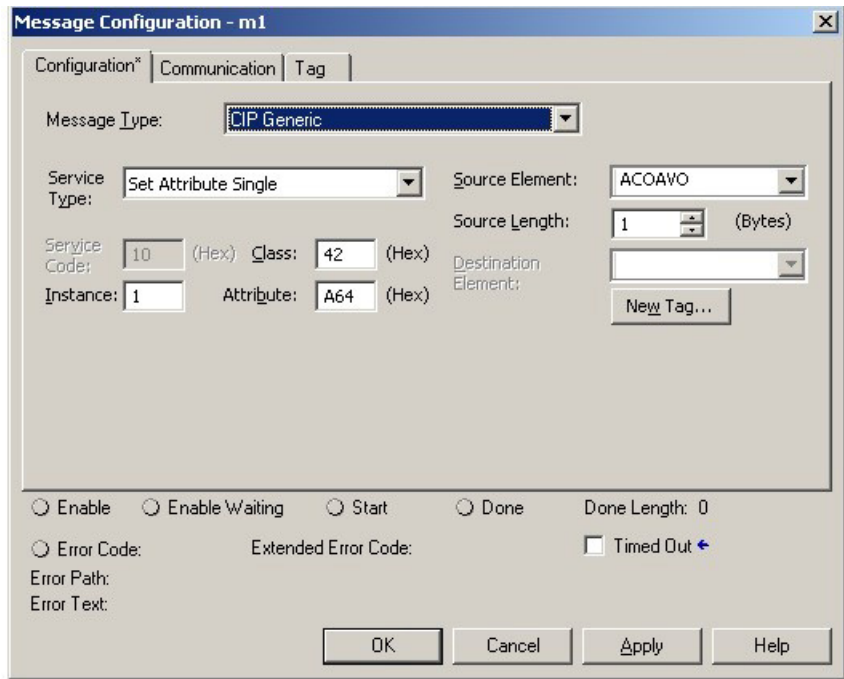 Message Configuration - m1
Configuration* Communication Tag
Message Type: CIP Generic
Service Type: Set Attribute Single
Source Element: ACOAVO
Source Length: 1 (Bytes)
Service Code: 10 (Hex) Class: 42 (Hex)
Destination Element:
Instance: 1 Attribute: A64 (Hex)
New Tag...
Enable Enable Waiting Start Done Done Length: 0
Error Code: Extended Error Code: Timed Out
Error Path:
Error Text:
OK Cancel Apply Help